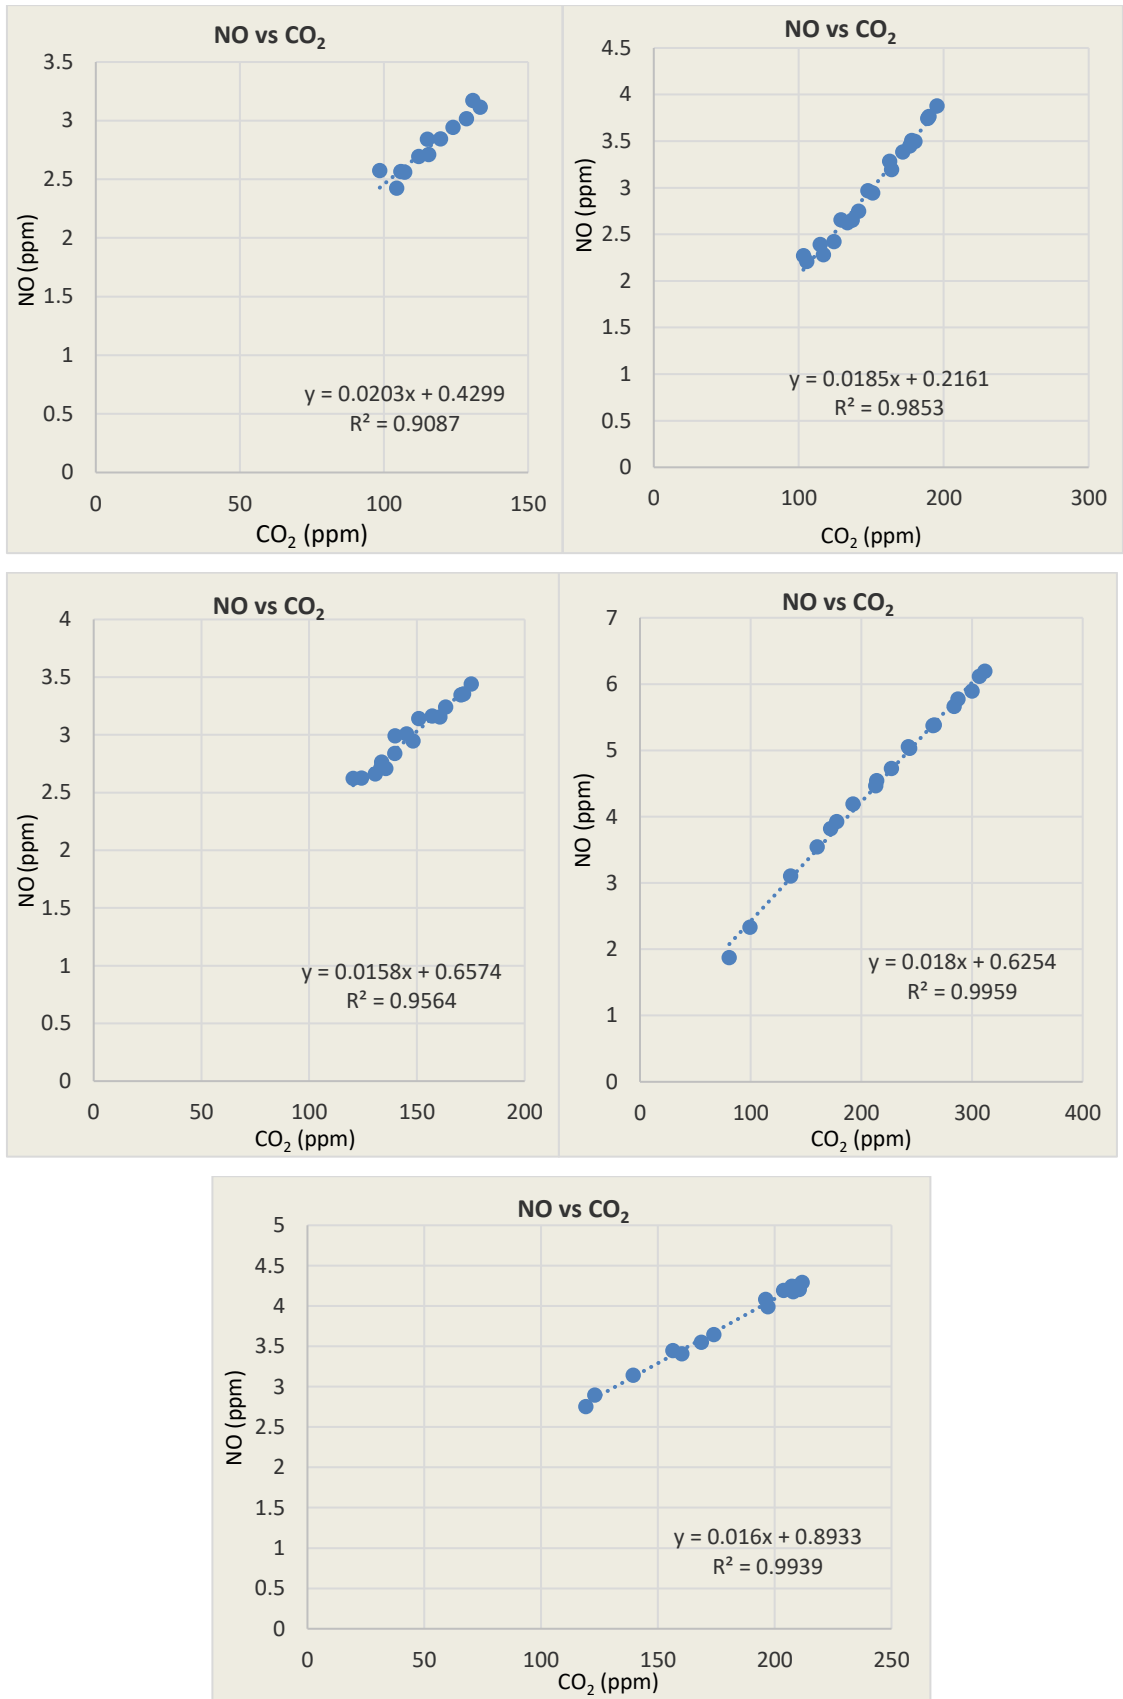 NO vs CO₂
3.5
3
2.5
2
1.5
1
0.5
0
NO (ppm)
y = 0.0203x + 0.4299
R² = 0.9087
0 50 100 150
CO₂ (ppm)
NO vs CO₂
4.5
4
3.5
3
2.5
2
1.5
1
0.5
0
NO (ppm)
y = 0.0185x + 0.2161
R² = 0.9853
0 100 200 300
CO₂ (ppm)
NO vs CO₂
4
3.5
3
2.5
2
1.5
1
0.5
0
NO (ppm)
y = 0.0158x + 0.6574
R² = 0.9564
0 50 100 150 200
CO₂ (ppm)
NO vs CO₂
7
6
5
4
3
2
1
0
NO (ppm)
y = 0.018x + 0.6254
R² = 0.9959
0 100 200 300 400
CO₂ (ppm)
NO vs CO₂
5
4.5
4
3.5
3
2.5
2
1.5
1
0.5
0
NO (ppm)
y = 0.016x + 0.8933
R² = 0.9939
0 50 100 150 200 250
CO₂ (ppm)